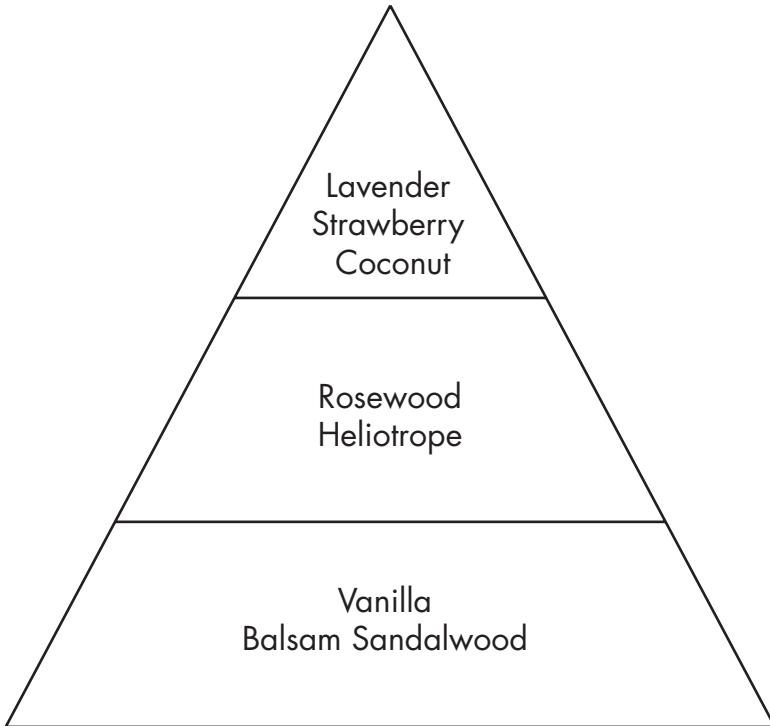 Lavender
Strawberry
Coconut
Rosewood
Heliotrope
Vanilla
Balsam Sandalwood